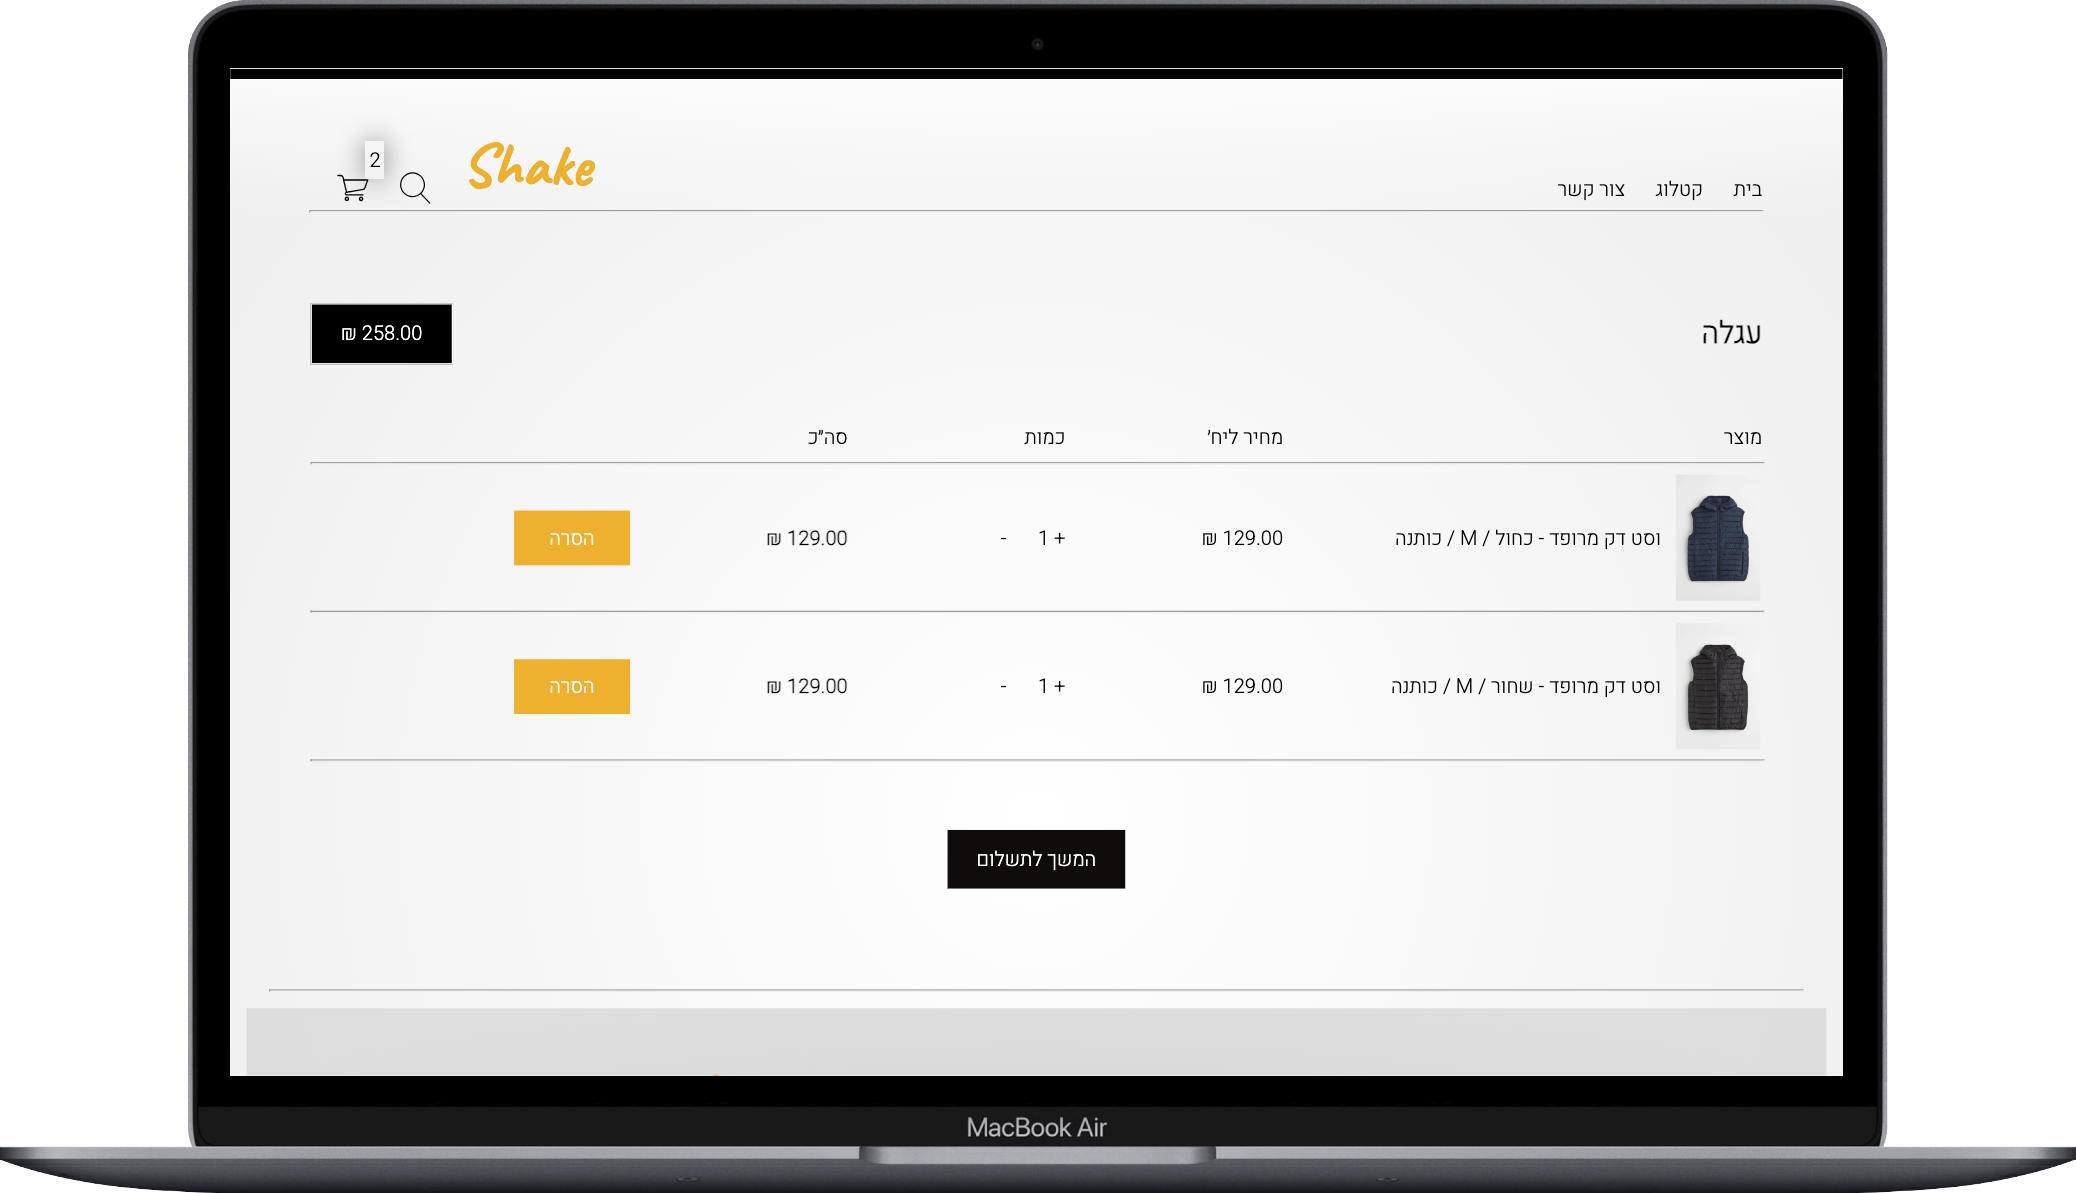 בית קטלוג צור קשר Shake 2
עגלה 258.00 ₪
מוצר מחיר ליח' כמות סה"כ
וסט דק מרופד - כחול / M / כותנה 129.00 ₪ + 1 - 129.00 ₪ הסרה
וסט דק מרופד - שחור / M / כותנה 129.00 ₪ + 1 - 129.00 ₪ הסרה
המשך לתשלום
MacBook Air